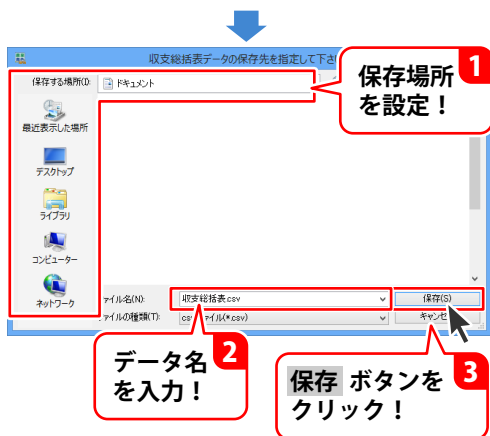 収支総括表データの保存先を指定して下さ
保存する場所(I):
ドキュメント
保存場所
を設定！
1
最近表示した場所
デスクトップ
ライブラリ
コンピューター
ネットワーク
ァイル名(N):
収支総括表.csv
保存(S)
ァイルの種類(T):
ァイル(*.csv)
キャンセ
データ名
を入力！
2
保存 ボタンを
クリック！
3